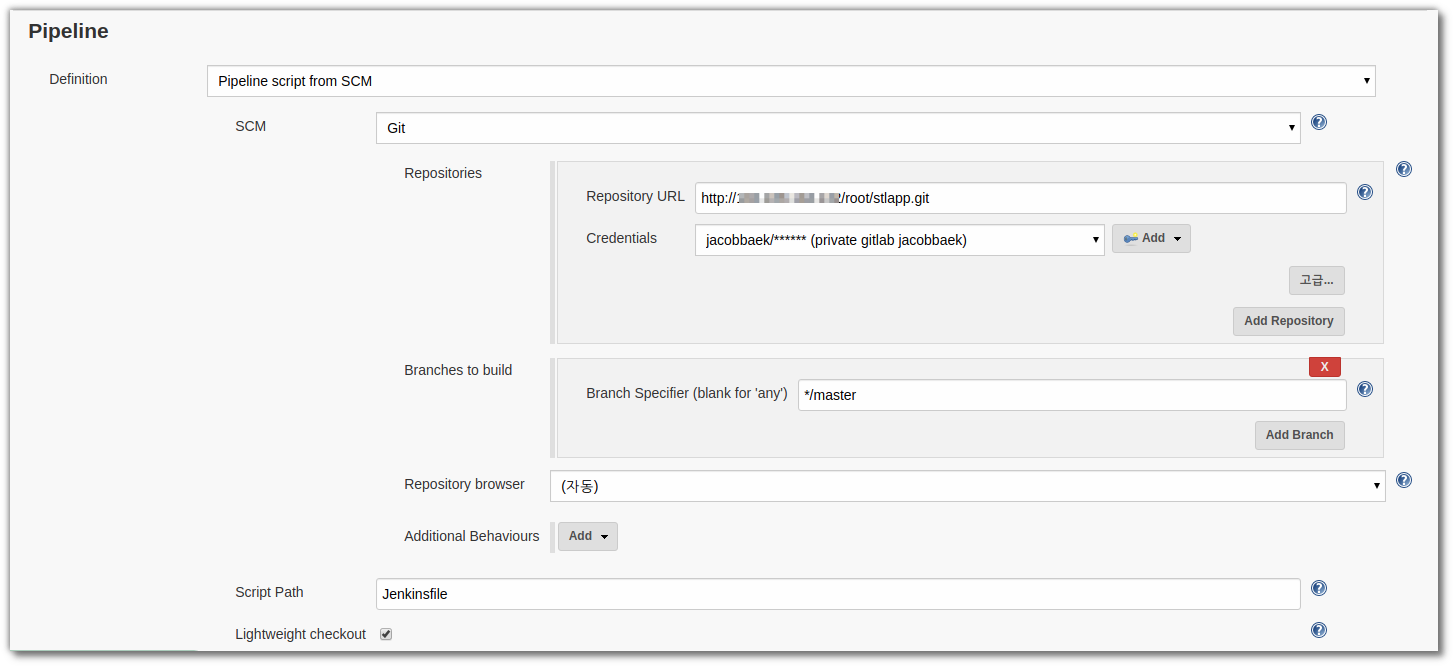 Pipeline
Definition
Pipeline script from SCM
SCM
Git
Repositories
Repository URL
http:// /root/stlapp.git
Credentials
jacobbaek/****** (private gitlab jacobbaek)
Add
고급...
Add Repository
Branches to build
X
Branch Specifier (blank for 'any')
*/master
Add Branch
Repository browser
(자동)
Additional Behaviours
Add
Script Path
Jenkinsfile
Lightweight checkout